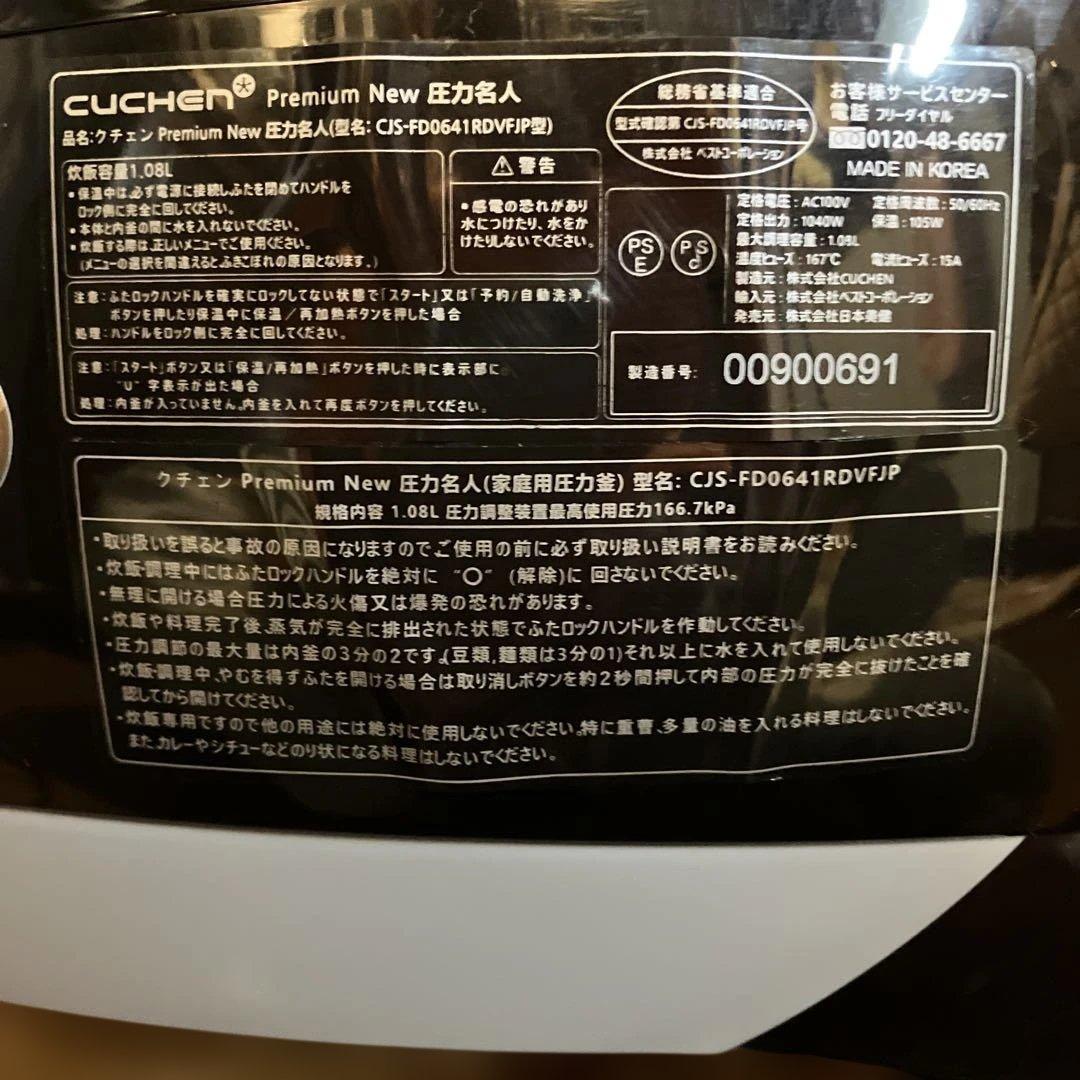 CUCHEN Premium New 圧力名人
品名:クチェン Premium New 圧力名人(型名: CJS-FD0641RDVFJP型)
炊飯容量1.08L
•保温中は、必ず電源に接続し、ふたを閉めてハンドルを
ロック側に完全に回してください。
•本体と内釜の間に水を入れないでください。
•炊飯する際は、正しいメニューでご使用ください。
(メニューの選択を間違えるとふきこぼれの原因となります。)
警告
•感電の恐れがあり
水につけたり、水をか
けたりしないでください。
注意:ふたロックハンドルを確実にロックしてない状態で「スタート」又は「予約/自動洗浄」
ボタンを押したり保温中に保温/再加熱ボタンを押した場合
処理:ハンドルをロック側に完全に回してください。
注意:「スタート」ボタン又は「保温/再加熱」ボタンを押した時に表示部に
"U" 字表示が出た場合
処理:内釜が入っていません。内釜を入れて再度ボタンを押してください。
総務省基準適合
型式確認第 CJS-FD0641RDVFJP号
株式会社 ベストコーポレーション
お客様サービスセンター
電話 フリーダイヤル
0120-48-6667
MADE IN KOREA
PS
E
PS
C
定格電圧:AC100V 定格周波数:50/60Hz
定格出力:1040W 保温:105W
最大調理容量:1.08L
温度ヒューズ:167℃ 電流ヒューズ:15A
製造元:株式会社CUCHEN
輸入元:株式会社ベストコーポレーション
発売元:株式会社日本美健
製造番号: 00900691
クチェン Premium New 圧力名人(家庭用圧力釜) 型名: CJS-FD0641RDVFJP
規格内容 1.08L 圧力調整装置最高使用圧力166.7kPa
•取り扱いを誤ると事故の原因になりますのでご使用の前に必ず取り扱い説明書をお読みください。
•炊飯・調理中にはふたロックハンドルを絶対に "〇" (解除)に 回さないでください。
•無理に開ける場合圧力による火傷又は爆発の恐れがあります。
•炊飯や料理完了後、蒸気が完全に排出された状態でふたロックハンドルを作動してください。
•圧力調節の最大量は内釜の3分の2です。(豆類,麺類は3分の1)それ以上に水を入れて使用しないでください。
•炊飯・調理中、やむを得ずふたを開ける場合は取り消しボタンを約2秒間押して内部の圧力が完全に抜けたことを確
認してから開けてください。
•炊飯専用ですので他の用途には絶対に使用しないでください。特に重曹、多量の油を入れる料理はしないでください。
また、カレーやシチューなどのり状になる料理はしないでください。